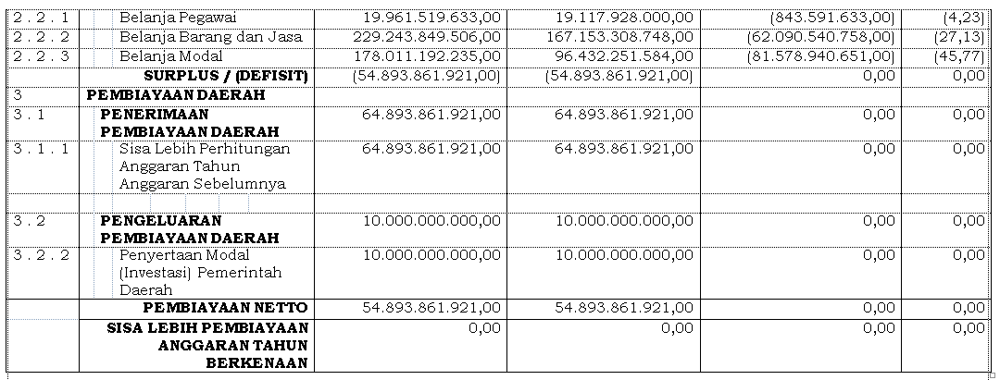 2.2.1 Belanja Pegawai 19.961.519.633,00 19.117.928.000,00 (843.591.633,00) (4,23)
2.2.2 Belanja Barang dan Jasa 229.243.849.506,00 167.153.308.748,00 (62.090.540.758,00) (27,13)
2.2.3 Belanja Modal 178.011.192.235,00 96.432.251.584,00 (81.578.940.651,00) (45,77)
SURPLUS / (DEFISIT) (54.893.861.921,00) (54.893.861.921,00) 0,00 0,00
3 PEMBIAYAAN DAERAH
3.1 PENERIMAAN 64.893.861.921,00 64.893.861.921,00 0,00 0,00
PEMBIAYAAN DAERAH
3.1.1 Sisa Lebih Perhitungan 64.893.861.921,00 64.893.861.921,00 0,00 0,00
Anggaran Tahun
Anggaran Sebelumnya
3.2 PENGELUARAN 10.000.000.000,00 10.000.000.000,00 0,00 0,00
PEMBIAYAAN DAERAH
3.2.2 Penyertaan Modal 10.000.000.000,00 10.000.000.000,00 0,00 0,00
(Investasi) Pemerintah
Daerah
PEMBIAYAAN NETTO 54.893.861.921,00 54.893.861.921,00 0,00 0,00
SISA LEBIH PEMBIAYAAN 0,00 0,00 0,00 0,00
ANGGARAN TAHUN
BERKENAAN